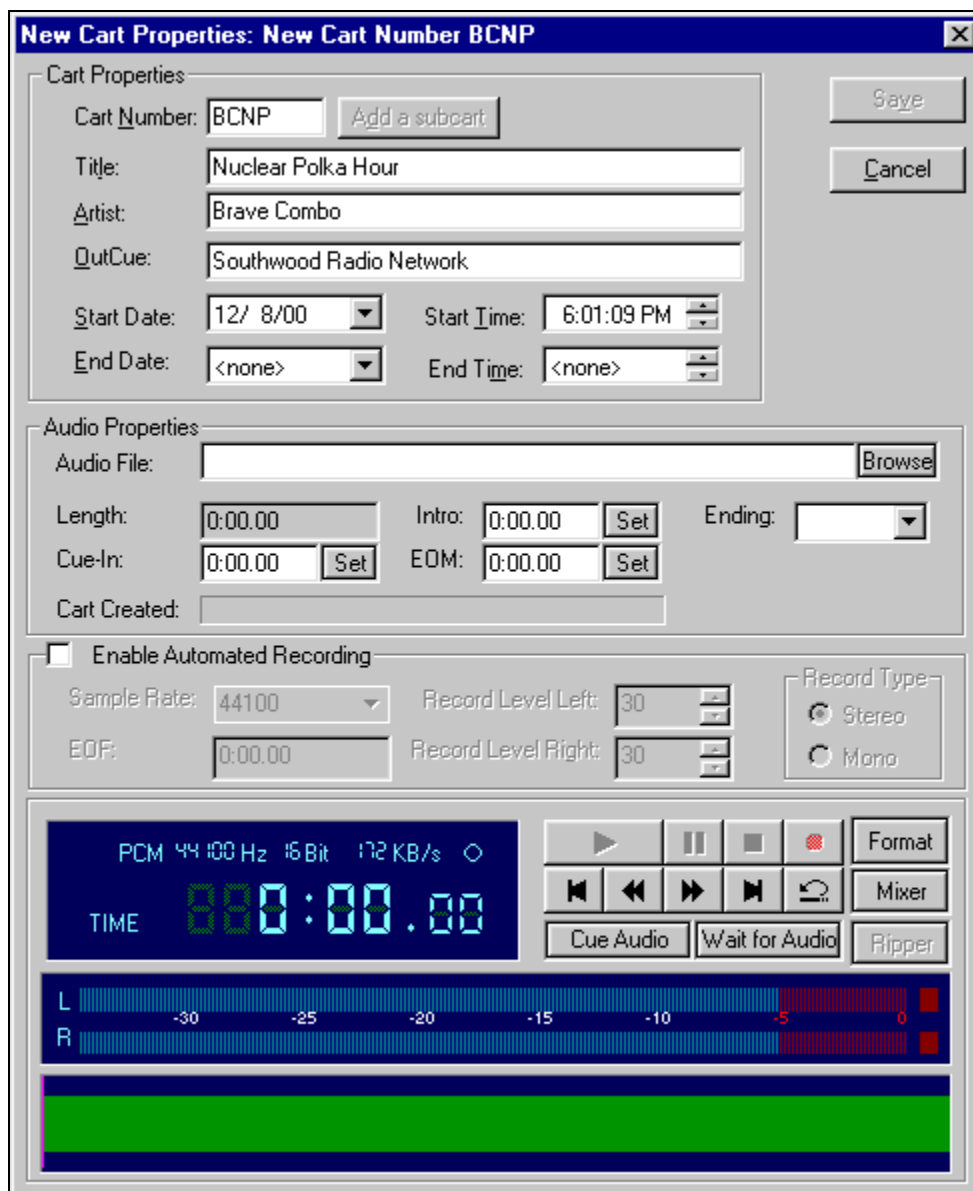 New Cart Properties: New Cart Number BCNP
Cart Properties
Cart Number: BCNP Add a subcart
Save
Title: Nuclear Polka Hour
Cancel
Artist: Brave Combo
OutCue: Southwood Radio Network
Start Date: 12/ 8/00 Start Time: 6:01:09 PM
End Date: <none> End Time: <none>
Audio Properties
Audio File: Browse
Length: 0:00.00 Intro: 0:00.00 Set Ending:
Cue-In: 0:00.00 Set EOM: 0:00.00 Set
Cart Created:
Enable Automated Recording
Sample Rate: 44100 Record Level Left: 30
EOF: 0:00.00 Record Level Right: 30
Record Type
Stereo
Mono
PCM 44100 Hz 16 Bit 172 KB/s
TIME 0:00.00
Format
Mixer
Cue Audio Wait for Audio Ripper
L
-30 -25 -20 -15 -10 -5 0
R